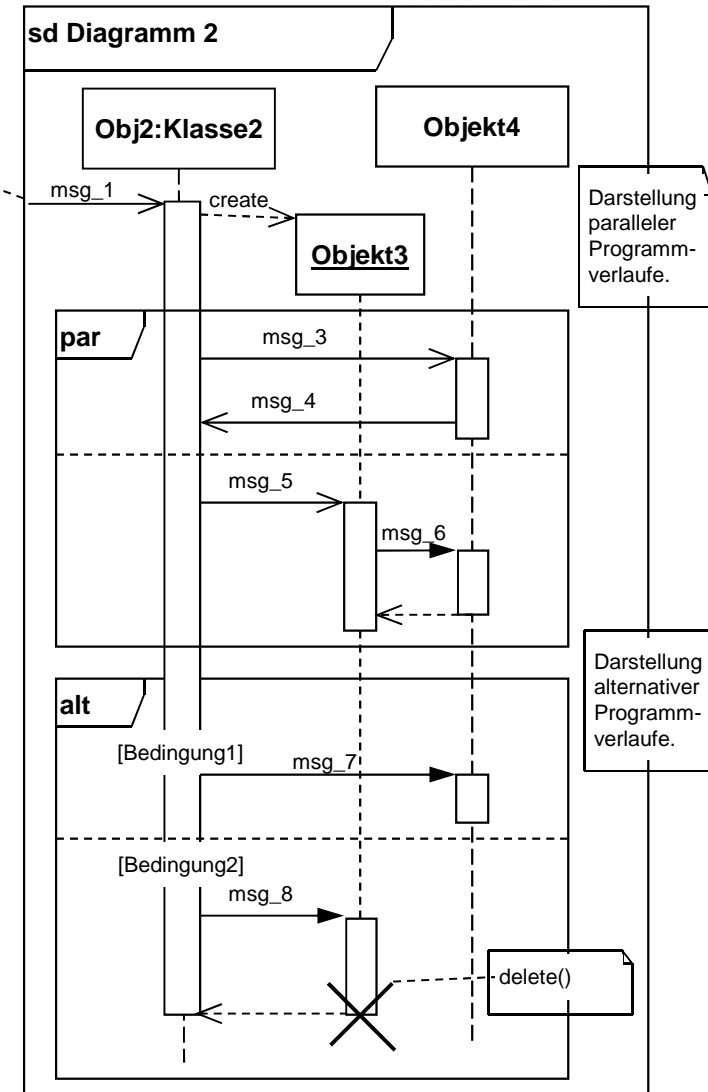 sd Diagramm 2
Obj2:Klasse2
Objekt4
msg_1
create
Darstellung
paralleler
Programm-
verlaufe.
Objekt3
par
msg_3
msg_4
msg_5
msg_6
Darstellung
alternativer
Programm-
verlaufe.
alt
[Bedingung1]
msg_7
[Bedingung2]
msg_8
delete()